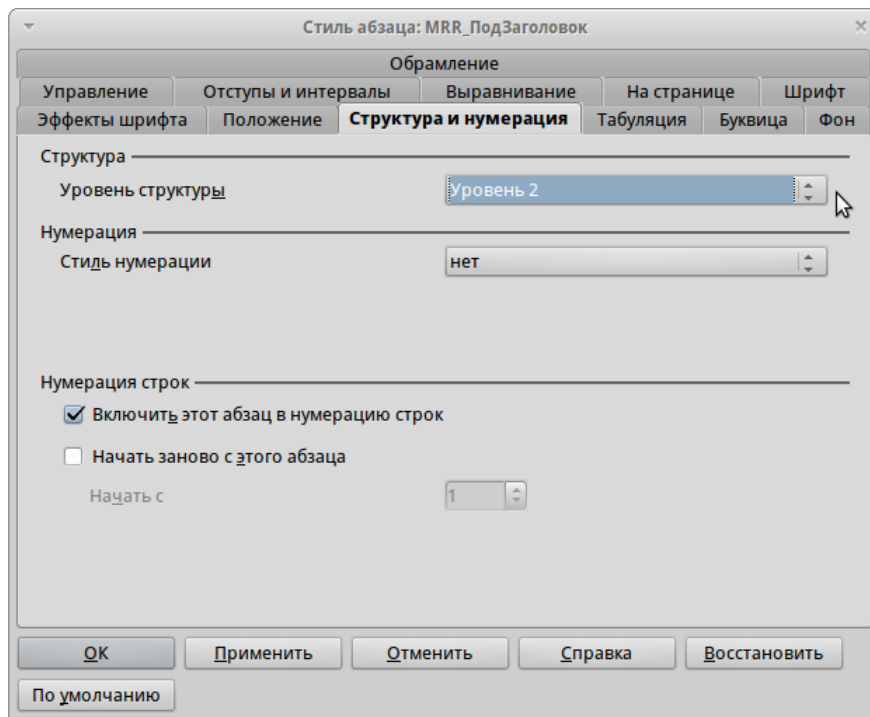 Стиль абзаца: MRR_ПодЗаголовок
Обрамление
Управление Отступы и интервалы Выравнивание На странице Шрифт
Эффекты шрифта Положение Структура и нумерация Табуляция Буквица Фон
Структура
Уровень структуры Уровень 2
Нумерация
Стиль нумерации нет
Нумерация строк
Включить этот абзац в нумерацию строк
Начать заново с этого абзаца
Начать с 1
OK Применить Отменить Справка Восстановить
По умолчанию